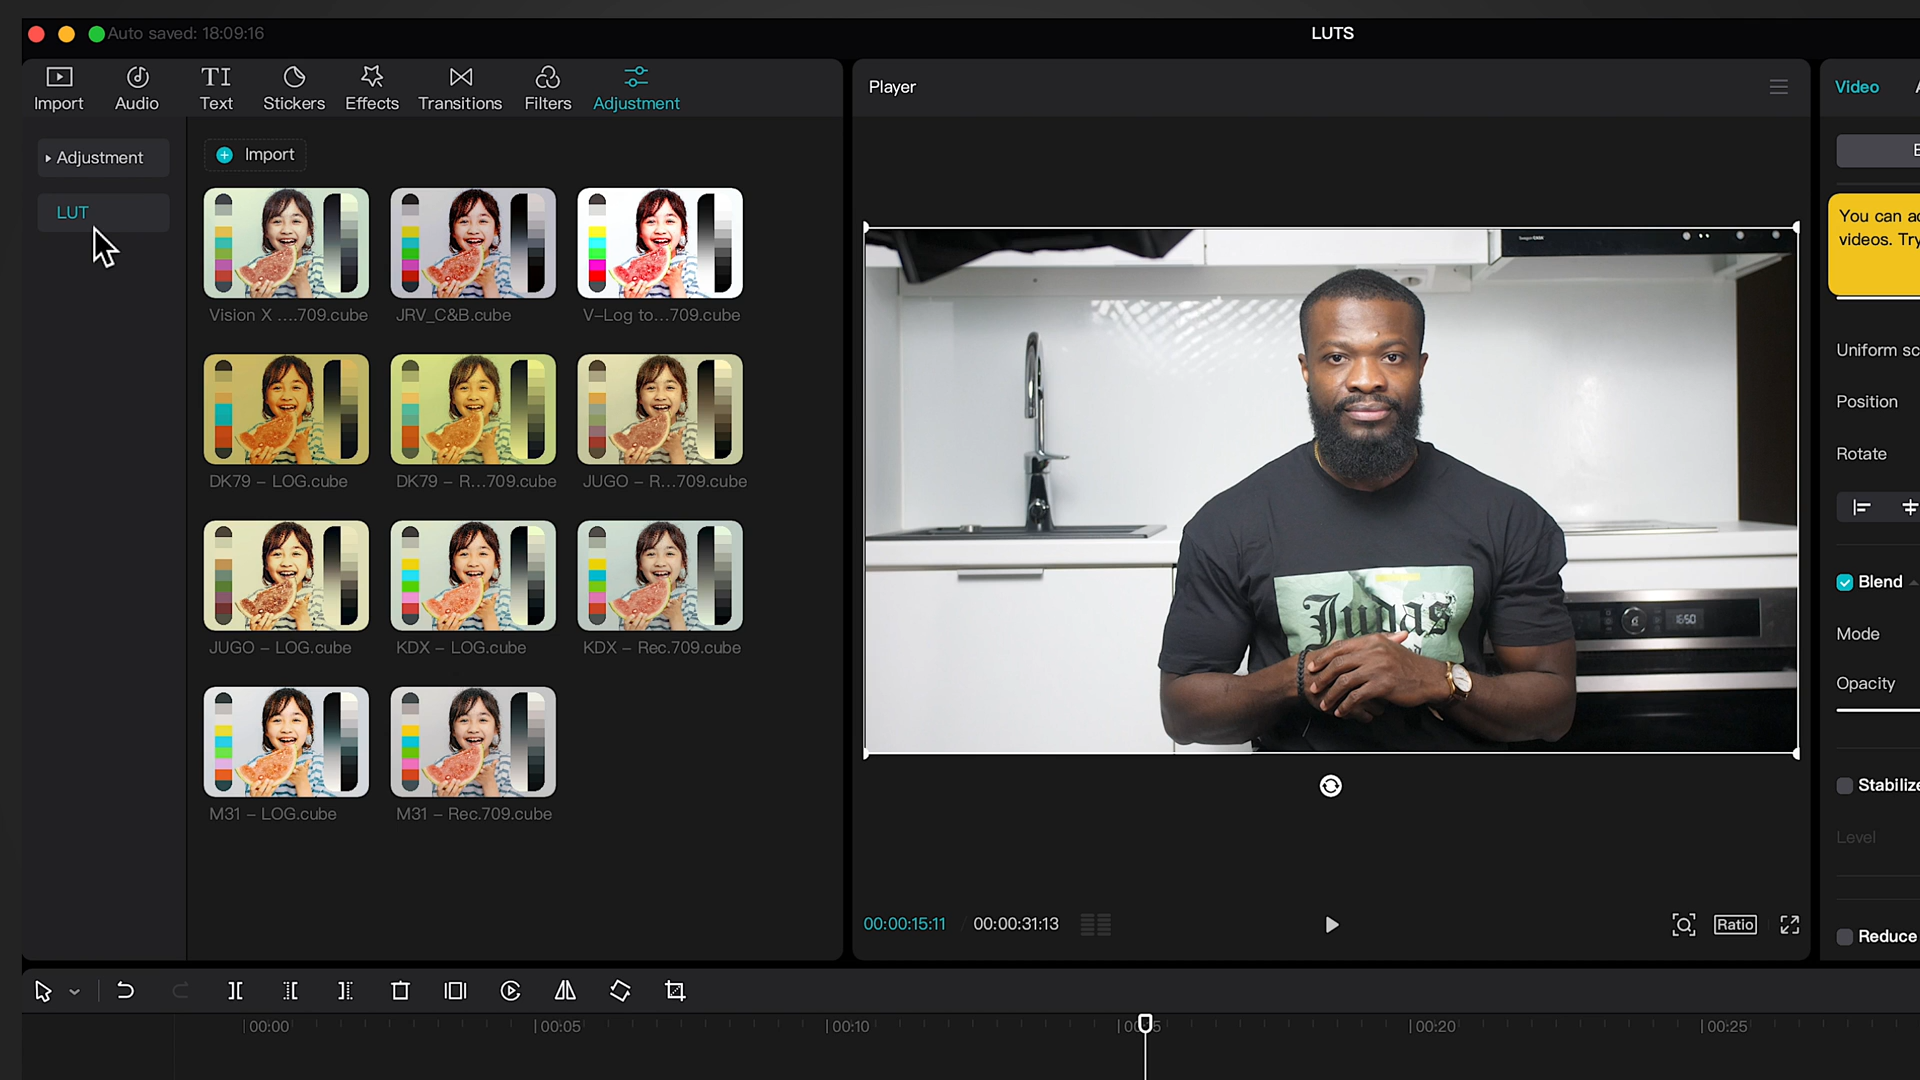 Auto saved: 18:09:16
LUTS
Import
Audio
TI
Text
Stickers
Effects
Transitions
Filters
Adjustment
Player
Video
Adjustment
LUT
Import
Vision X ....709.cube
JRV_C&B.cube
V-Log to...709.cube
DK79 – LOG.cube
DK79 – R...709.cube
JUGO – R...709.cube
JUGO – LOG.cube
KDX – LOG.cube
KDX – Rec.709.cube
M31 – LOG.cube
M31 – Rec.709.cube
Judas
16:50
You can
videos. Try
Uniform sc
Position
Rotate
Blend
Mode
Opacity
Stabilize
Level
Reduce
00:00:15:11
00:00:31:13
Ratio
00:00
00:05
00:10
00:20
00:25